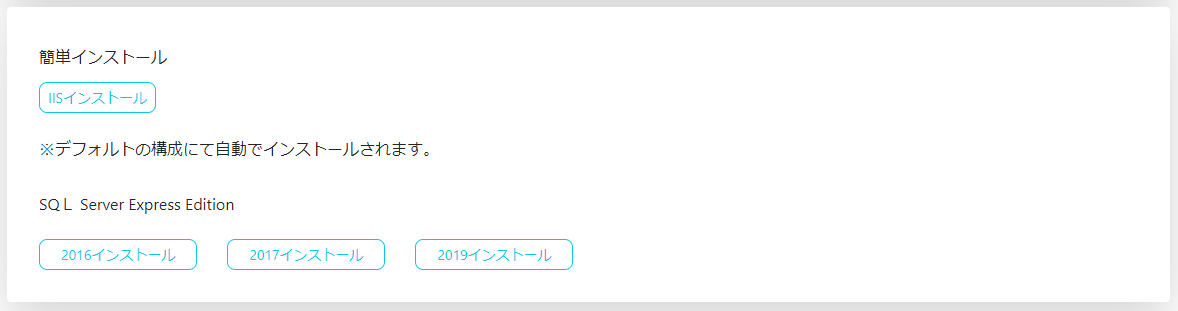 簡単インストール
IISインストール
※デフォルトの構成にて自動でインストールされます。
SQL Server Express Edition
2016インストール 2017インストール 2019インストール